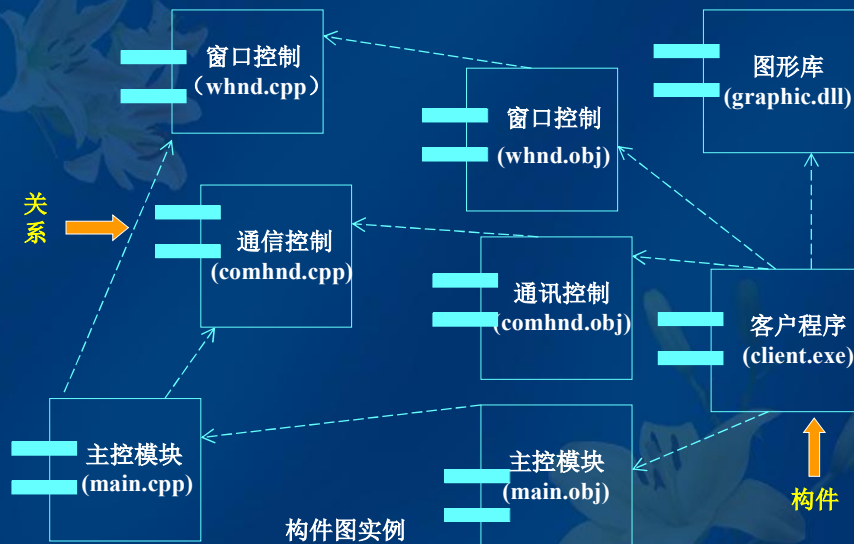 窗口控制
（whnd.cpp）
图形库
(graphic.dll)
窗口控制
(whnd.obj)
关
系
通信控制
(comhnd.cpp)
通讯控制
(comhnd.obj)
客户程序
(client.exe)
主控模块
(main.cpp)
主控模块
(main.obj)
构件
构件图实例